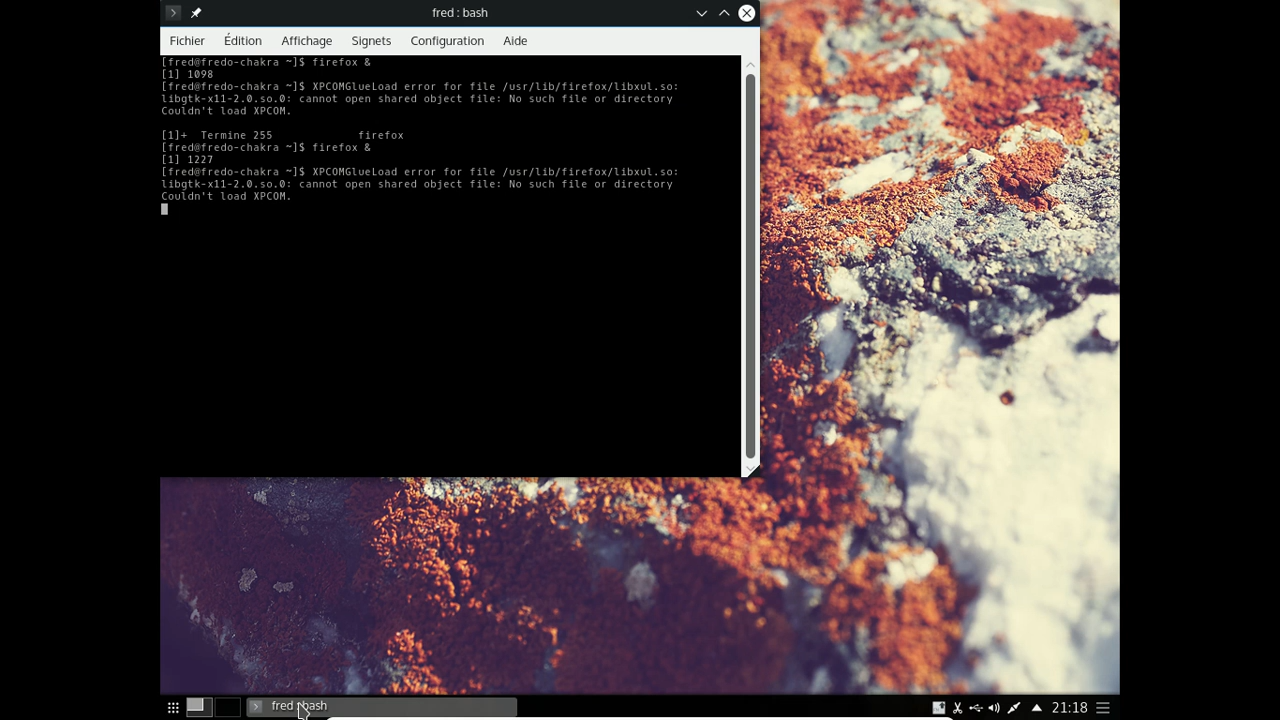 fred : bash
Fichier Édition Affichage Signets Configuration Aide
[fred@fredo-chakra ~]$ firefox &
[1] 1098
[fred@fredo-chakra ~]$ XPCOMGlueLoad error for file /usr/lib/firefox/libxul.so:
libgtk-x11-2.0.so.0: cannot open shared object file: No such file or directory
Couldn't load XPCOM.
[1]+  Termine 255             firefox
[fred@fredo-chakra ~]$ firefox &
[1] 1227
[fred@fredo-chakra ~]$ XPCOMGlueLoad error for file /usr/lib/firefox/libxul.so:
libgtk-x11-2.0.so.0: cannot open shared object file: No such file or directory
Couldn't load XPCOM.
fred : bash
21:18